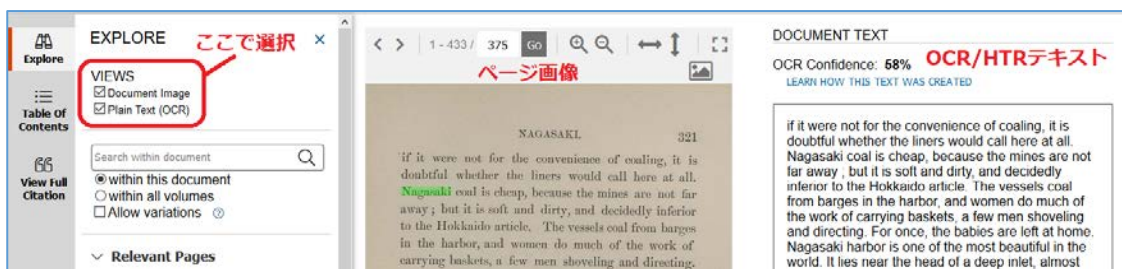 Explore
Table Of
Contents
View Full
Citation
EXPLORE
ここで選択
×
VIEWS
Document Image
Plain Text (OCR)
Search within document
within this document
within all volumes
Allow variations
Relevant Pages
1 - 433 /
375
Go
ページ画像
NAGASAKI.
321
if it were not for the convenience of coaling, it is
doubtful whether the liners would call here at all.
Nagasaki coal is cheap, because the mines are not far
away ; but it is soft and dirty, and decidedly inferior
to the Hokkaido article. The vessels coal from barges
in the harbor, and women do much of the work of
carrying baskets, a few men shoveling and directing.
DOCUMENT TEXT
OCR Confidence: 58%
OCR/HTRテキスト
LEARN HOW THIS TEXT WAS CREATED
if it were not for the convenience of coaling, it is
doubtful whether the liners would call here at all.
Nagasaki coal is cheap, because the mines are not
far away ; but it is soft and dirty, and decidedly
inferior to the Hokkaido article. The vessels coal
from barges in the harbor, and women do much of
the work of carrying baskets, a few men shoveling
and directing. For once, the babies are left at home.
Nagasaki harbor is one of the most beautiful in the
world. It lies near the head of a deep inlet, almost